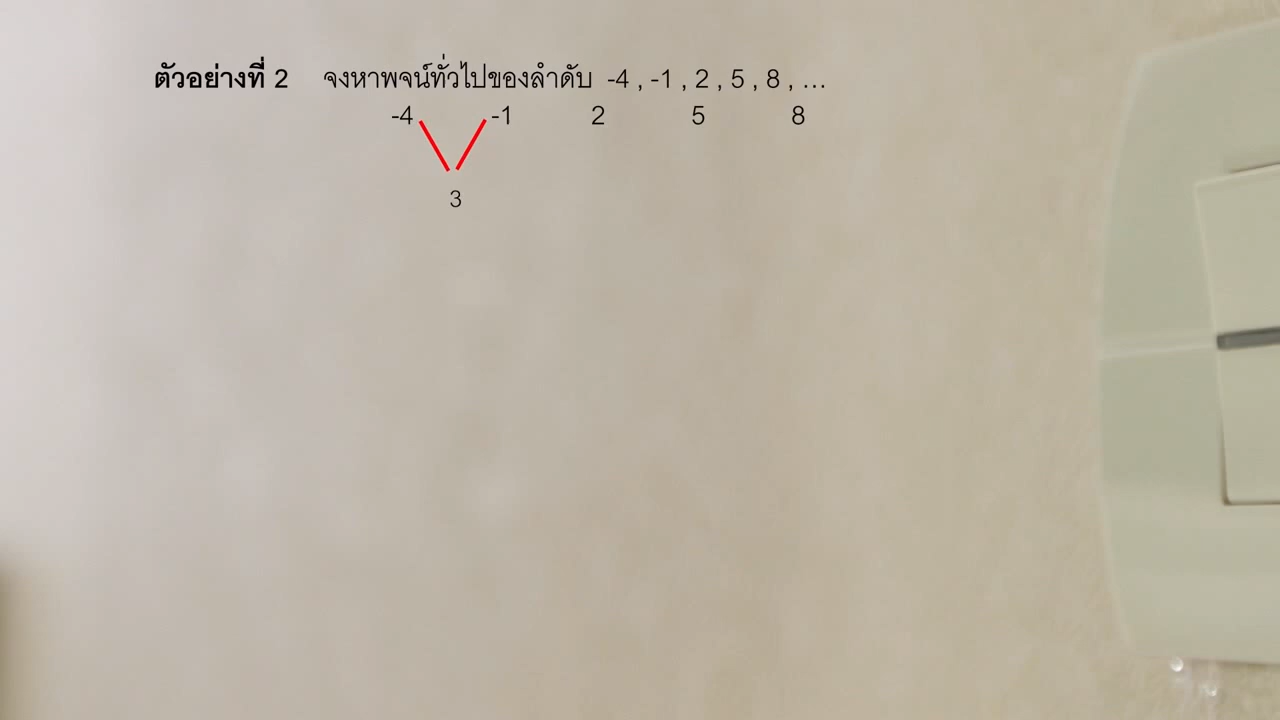 ตัวอย่างที่ 2 จงหาพจน์ทั่วไปของลำดับ -4 , -1 , 2 , 5 , 8 , ...
-4 -1 2 5 8
3